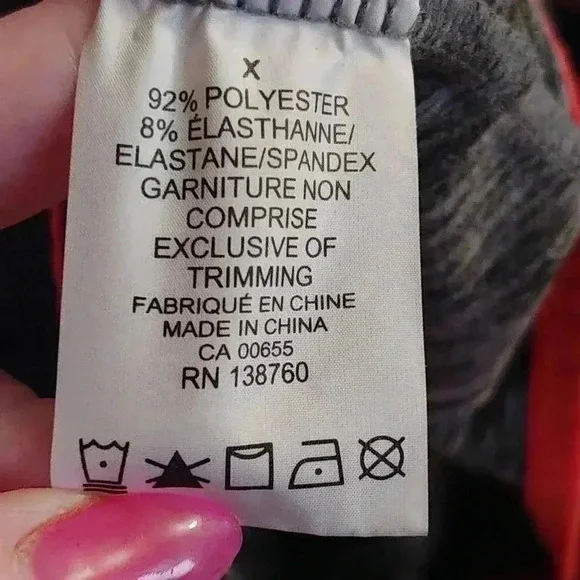 X
92% POLYESTER
8% ÉLASTHANNE/
ELASTANE/SPANDEX
GARNITURE NON
COMPRISE
EXCLUSIVE OF
TRIMMING
FABRIQUÉ EN CHINE
MADE IN CHINA
CA 00655
RN 138760